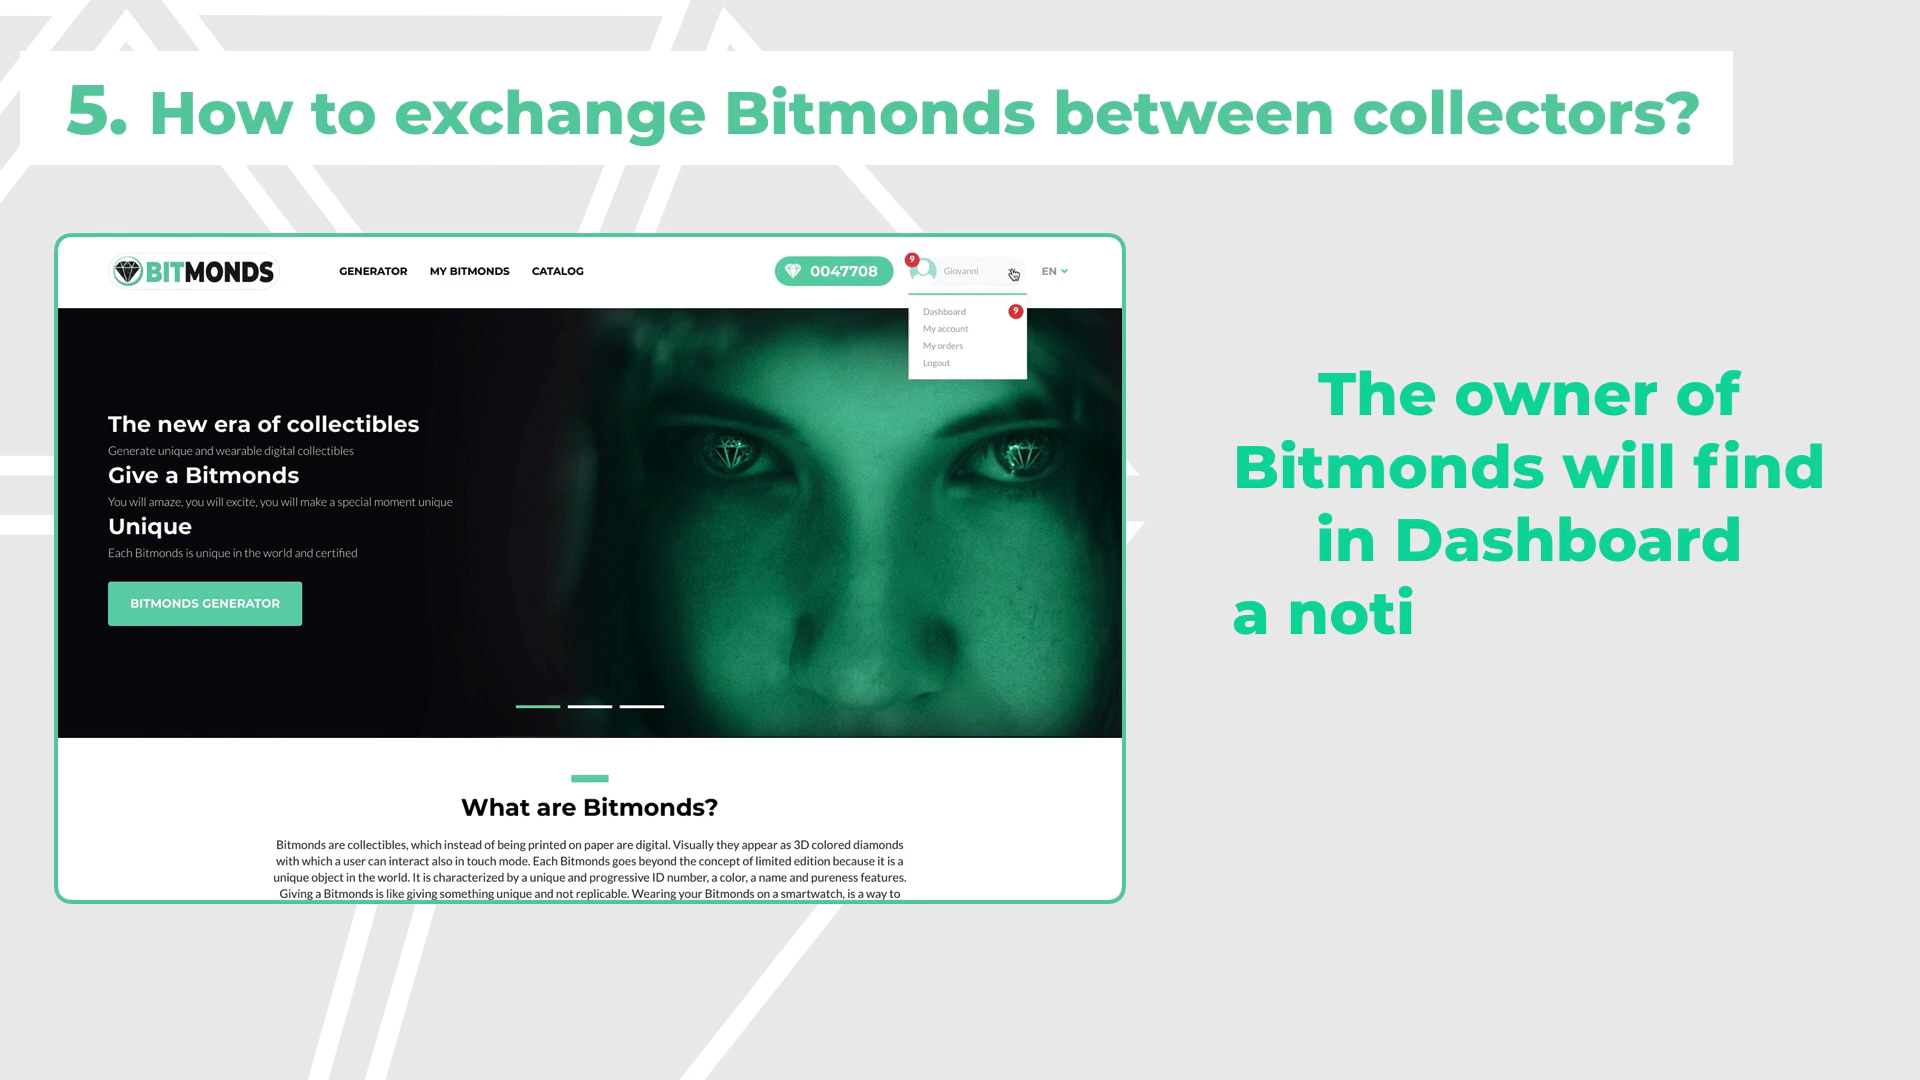 5. How to exchange Bitmonds between collectors?
BITMONDS
GENERATOR MY BITMONDS CATALOG
0047708
9
Giovanni
EN
Dashboard 9
My account
My orders
Logout
The new era of collectibles
Generate unique and wearable digital collectibles
Give a Bitmonds
You will amaze, you will excite, you will make a special moment unique
Unique
Each Bitmonds is unique in the world and certified
BITMONDS GENERATOR
What are Bitmonds?
Bitmonds are collectibles, which instead of being printed on paper are digital. Visually they appear as 3D colored diamonds
with which a user can interact also in touch mode. Each Bitmonds goes beyond the concept of limited edition because it is a
unique object in the world. It is characterized by a unique and progressive ID number, a color, a name and pureness features.
Giving a Bitmonds is like giving something unique and not replicable. Wearing your Bitmonds on a smartwatch, is a way to
The owner of
Bitmonds will find
in Dashboard
a noti